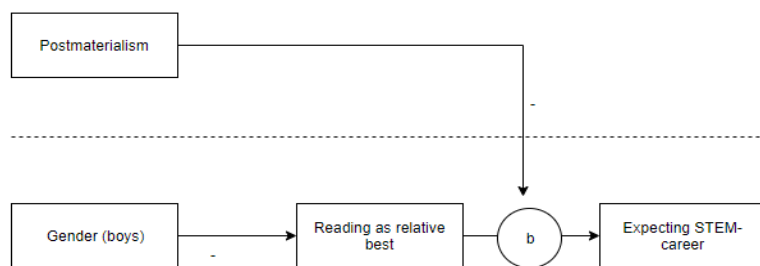 Postmaterialism
-
Gender (boys)
-
Reading as relative
best
b
Expecting STEM-
career